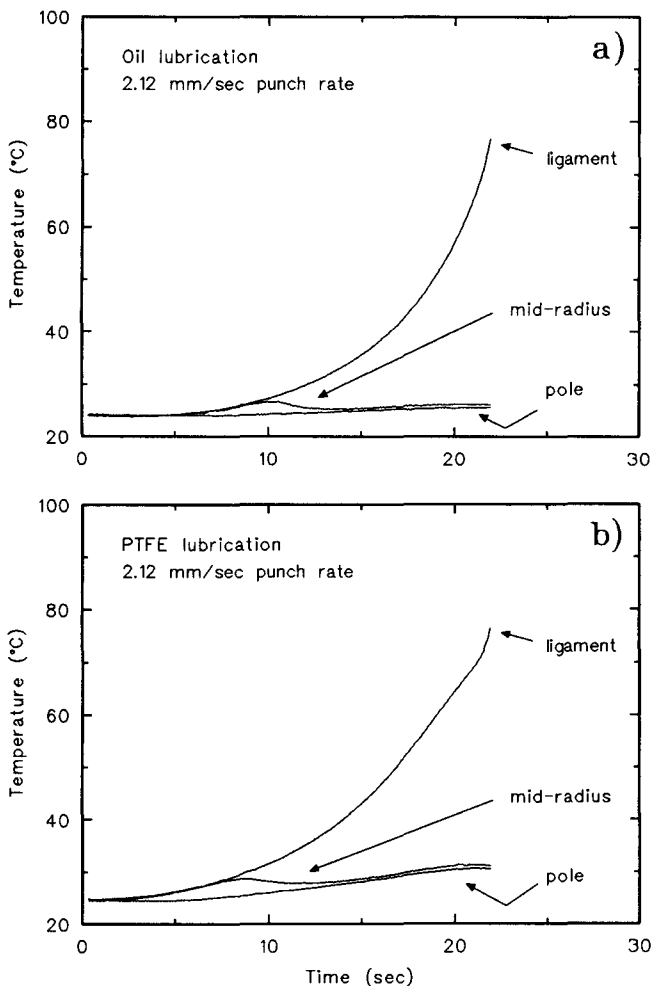 a)
Oil lubrication
2.12 mm/sec punch rate
Temperature (°C)
100
80
60
40
20
ligament
mid-radius
pole
0
10
20
30
b)
PTFE lubrication
2.12 mm/sec punch rate
Temperature (°C)
100
80
60
40
20
ligament
mid-radius
pole
0
10
20
30
Time (sec)